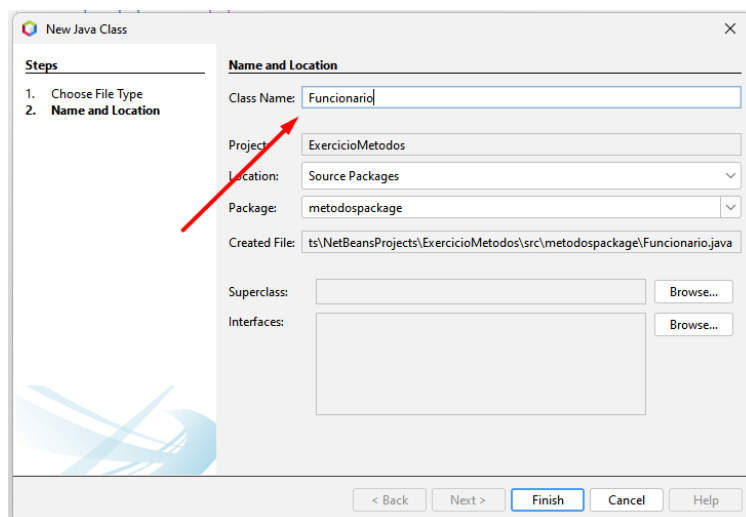 New Java Class
Steps
1. Choose File Type
2. Name and Location
Name and Location
Class Name: Funcionario
Project: ExercicioMetodos
Location: Source Packages
Package: metodospackage
Created File: ts\NetBeansProjects\ExercicioMetodos\src\metodospackage\Funcionario.java
Superclass: Browse...
Interfaces: Browse...
< Back Next > Finish Cancel Help